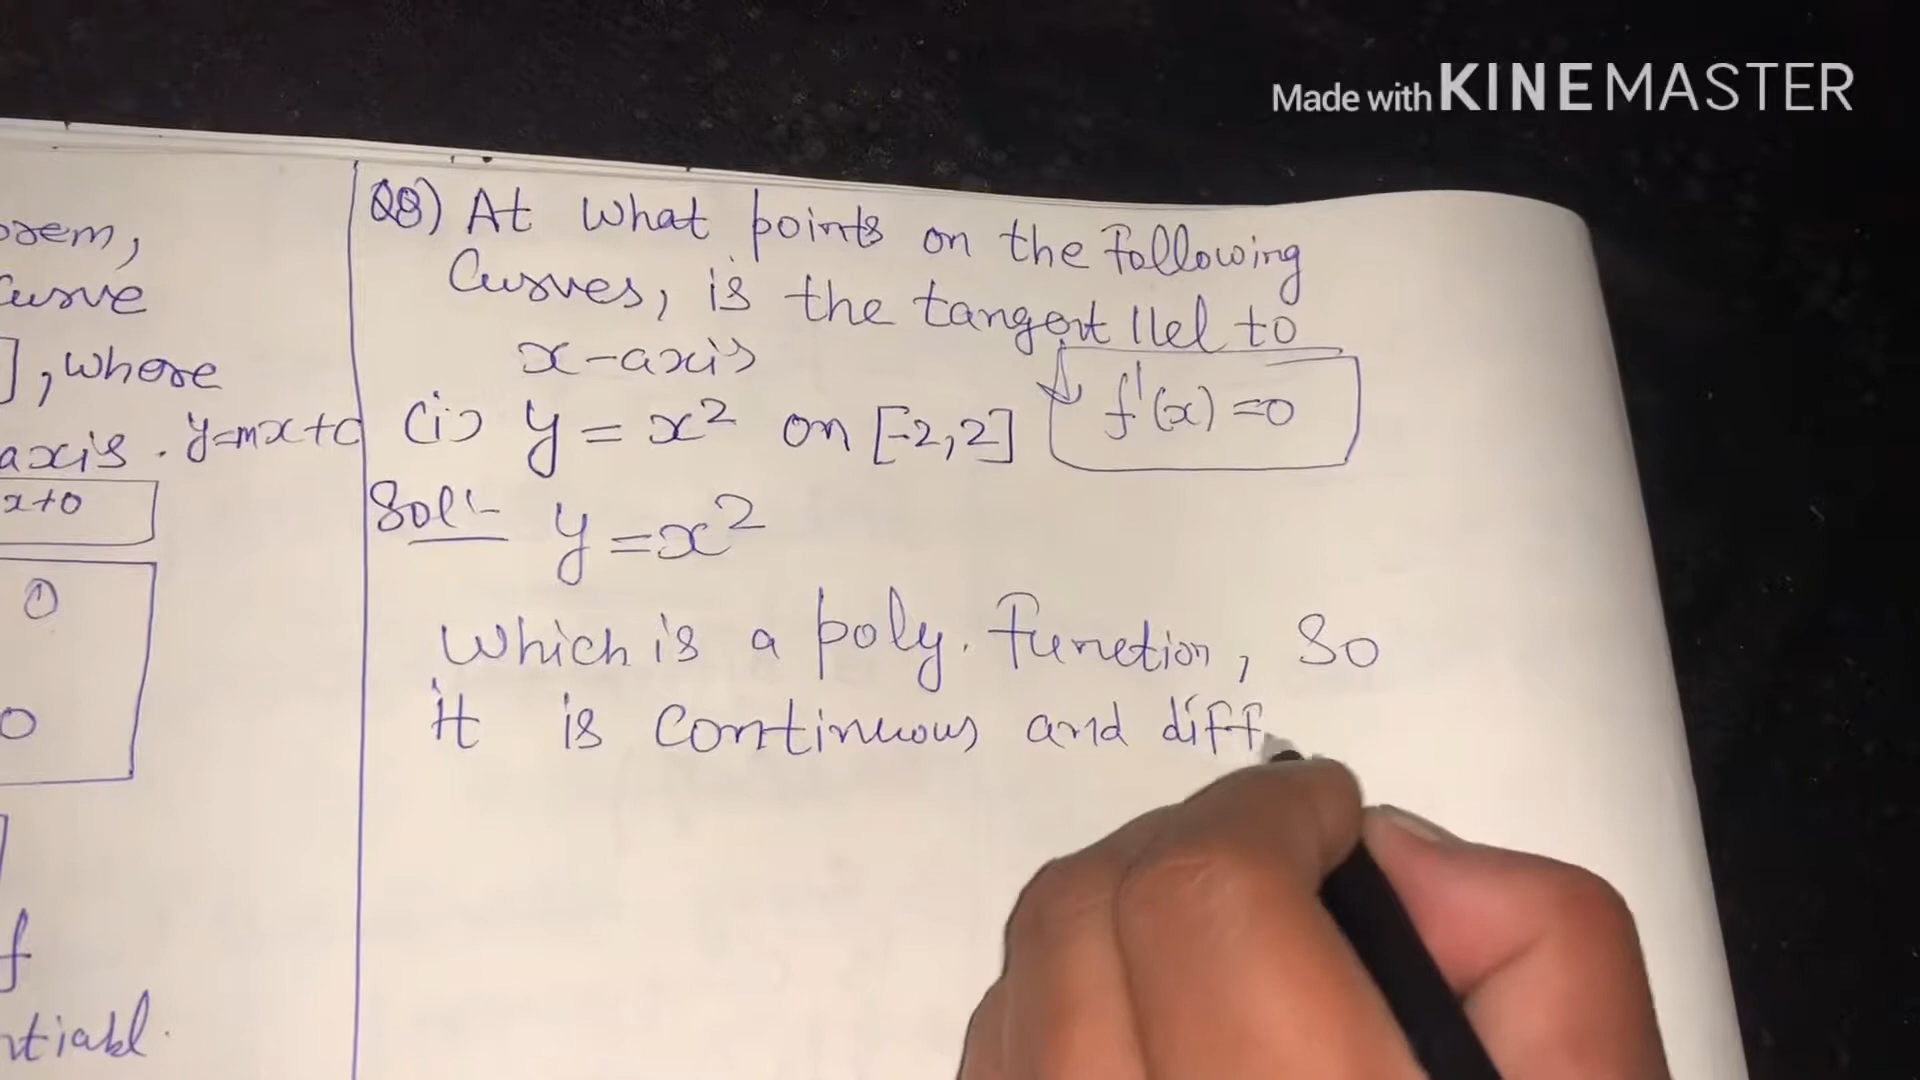 Made with KINEMASTER
orem,
curve
], where
axis. y=mx+c
x+0
0
0
f
ntiabl.
Q8) At what points on the following
Curves, is the tangent ||el to
x-axis
f'(x) =0
(i) y = x² on [-2,2]
Sol:- y = x²
Which is a poly. function, So
it is continuous and diff.